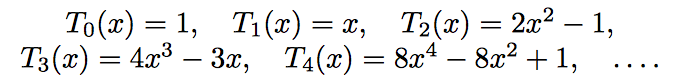 T₀(x) = 1, T₁(x) = x, T₂(x) = 2x² − 1,
T₃(x) = 4x³ − 3x, T₄(x) = 8x⁴ − 8x² + 1, ....